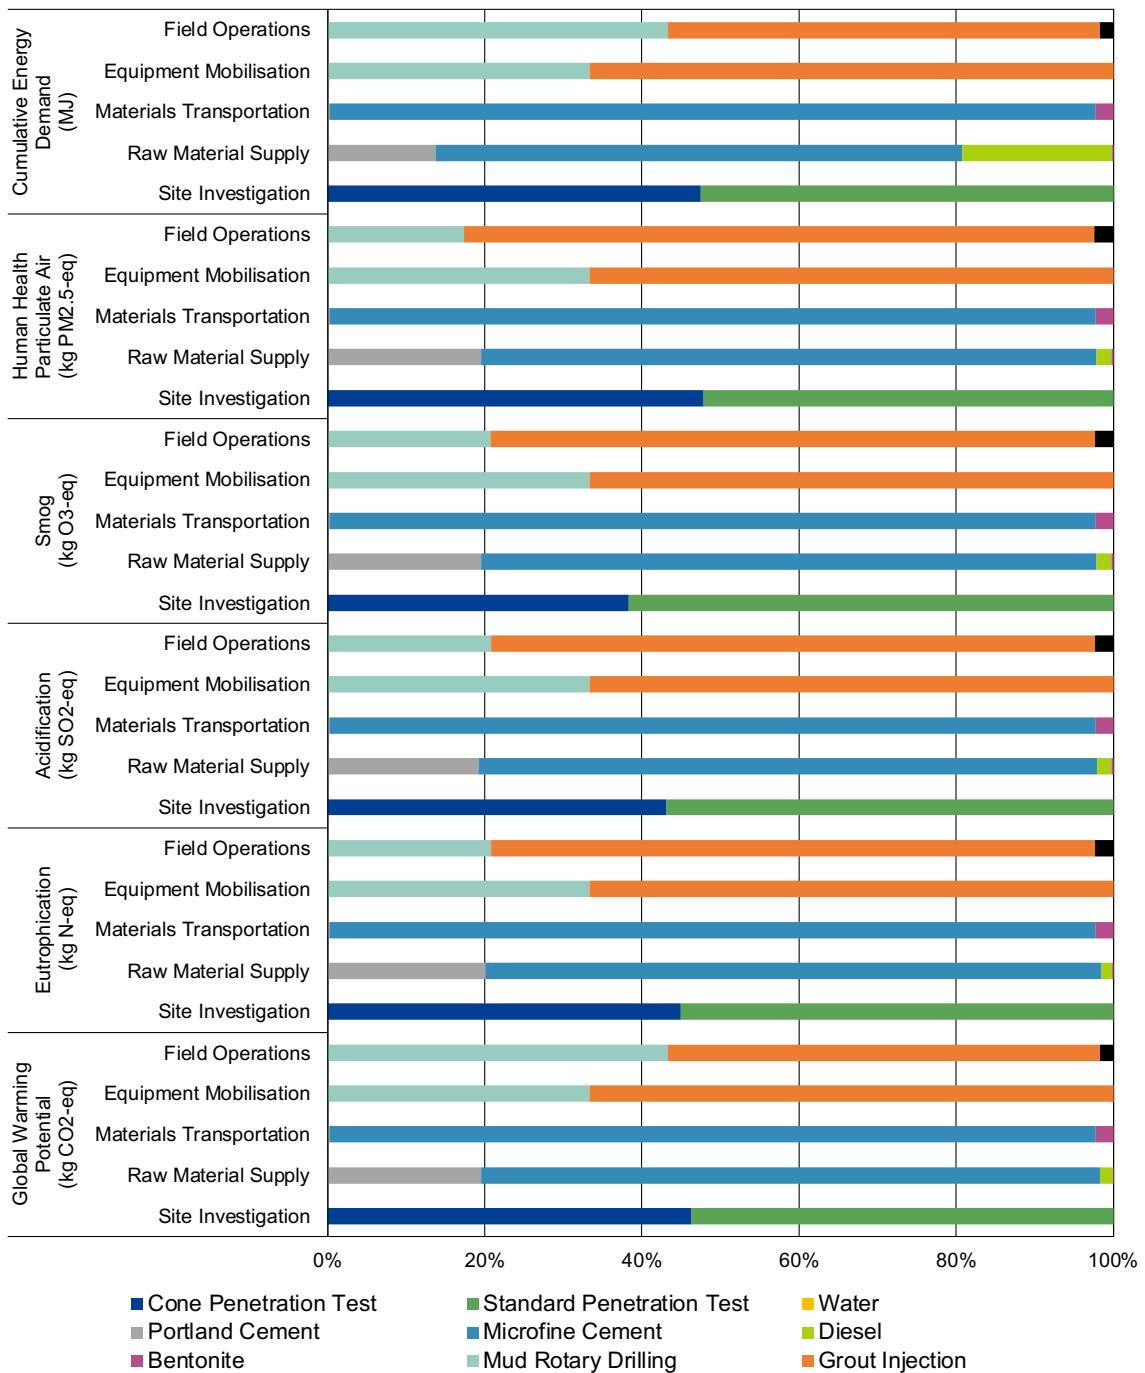 Cumulative Energy
Demand
(MJ)
Field Operations
Equipment Mobilisation
Materials Transportation
Raw Material Supply
Site Investigation
Human Health
Particulate Air
(kg PM2.5-eq)
Field Operations
Equipment Mobilisation
Materials Transportation
Raw Material Supply
Site Investigation
Smog
(kg O3-eq)
Field Operations
Equipment Mobilisation
Materials Transportation
Raw Material Supply
Site Investigation
Acidification
(kg SO2-eq)
Field Operations
Equipment Mobilisation
Materials Transportation
Raw Material Supply
Site Investigation
Eutrophication
(kg N-eq)
Field Operations
Equipment Mobilisation
Materials Transportation
Raw Material Supply
Site Investigation
Global Warming
Potential
(kg CO2-eq)
Field Operations
Equipment Mobilisation
Materials Transportation
Raw Material Supply
Site Investigation
0% 20% 40% 60% 80% 100%
Cone Penetration Test Standard Penetration Test Water
Portland Cement Microfine Cement Diesel
Bentonite Mud Rotary Drilling Grout Injection